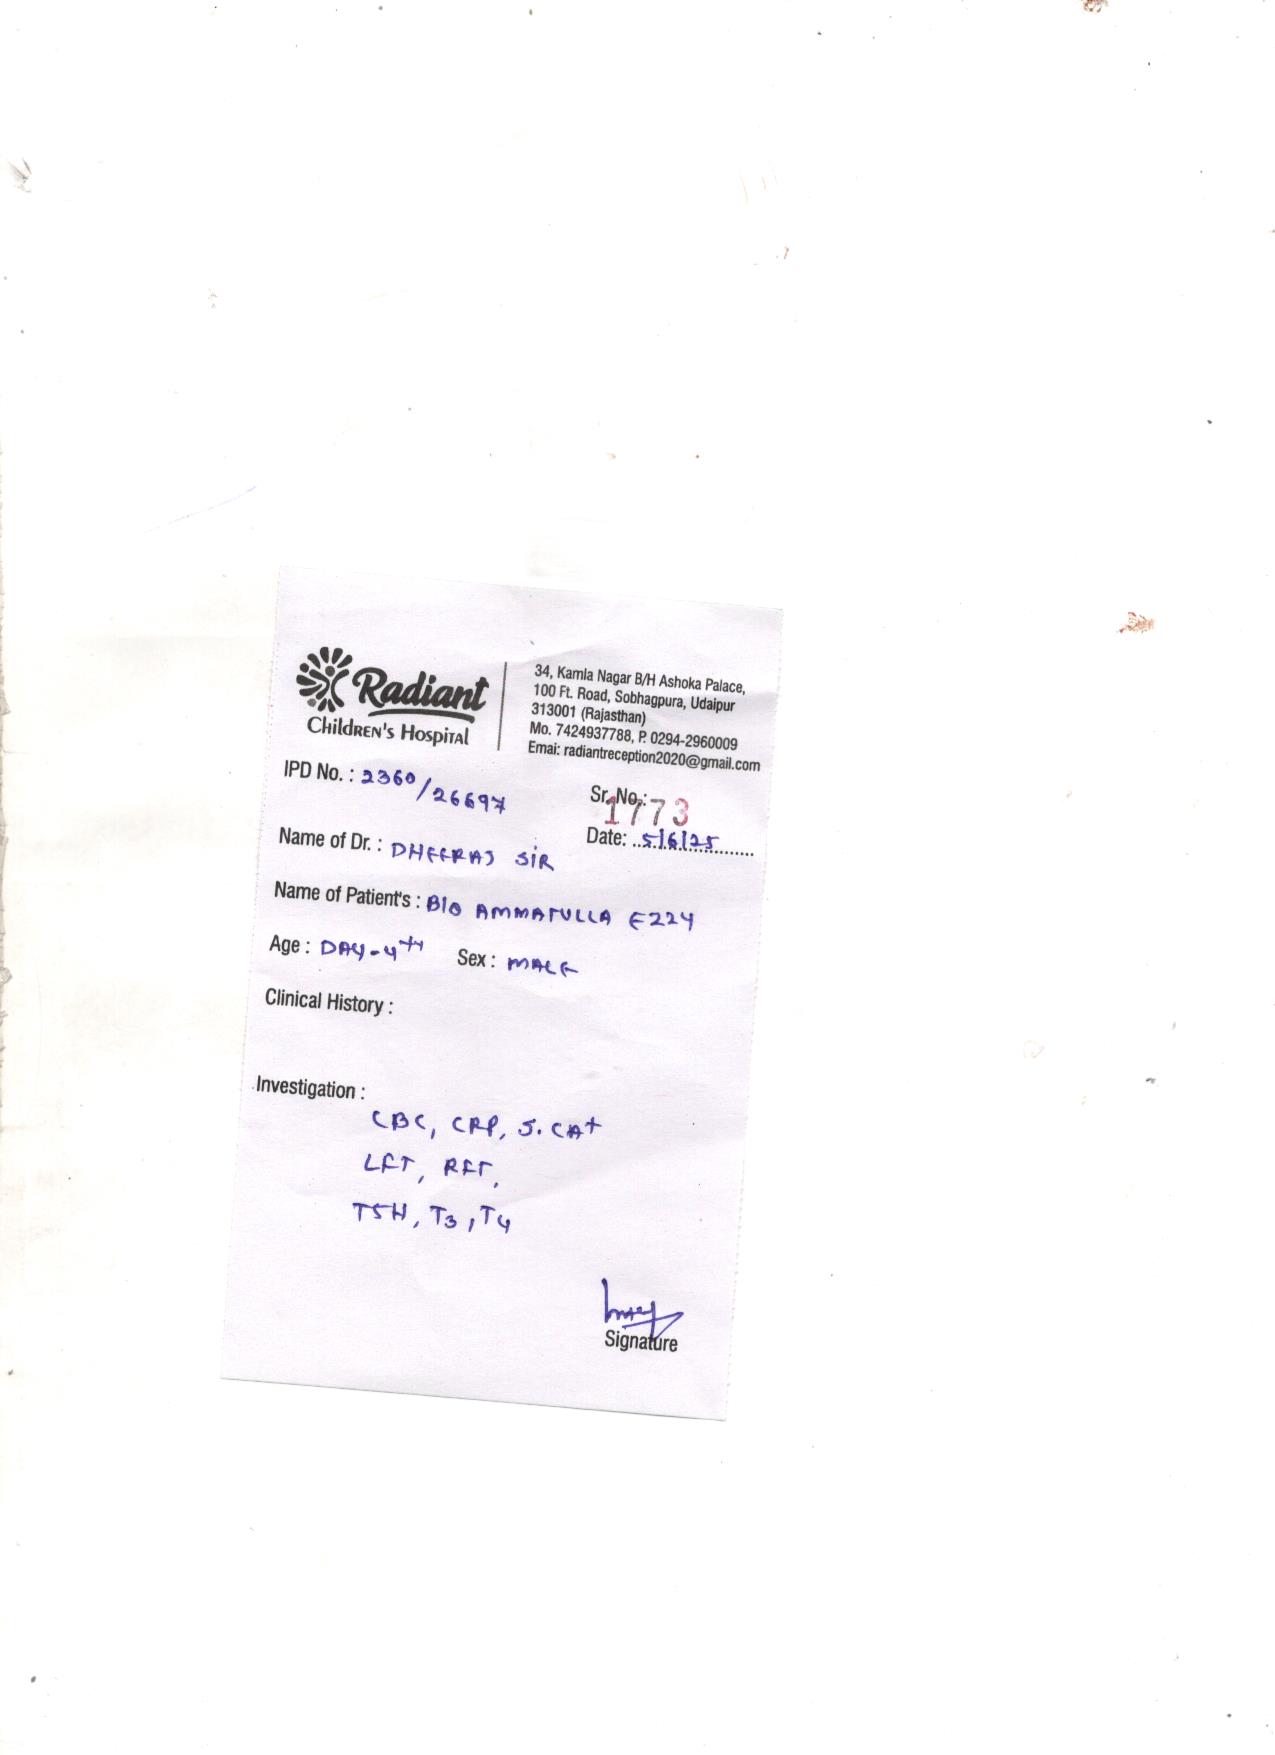 Radiant
Children's Hospital
34, Kamla Nagar B/H Ashoka Palace,
100 Ft. Road, Sobhagpura, Udaipur
313001 (Rajasthan)
Mo. 7424937788, P. 0294-2960009
Emai: radiantreception2020@gmail.com
IPD No. : 2360/26697
Sr. No.: 1773
Date: 5/6/25
Name of Dr. : DHEERAJ SIR
Name of Patient's : B/O AMMATULLA EZZY
Age : DAY-4th Sex : MALE
Clinical History :
Investigation :
CBC, CRP, S. CA+
LFT, RFT,
TSH, T3, T4
Signature